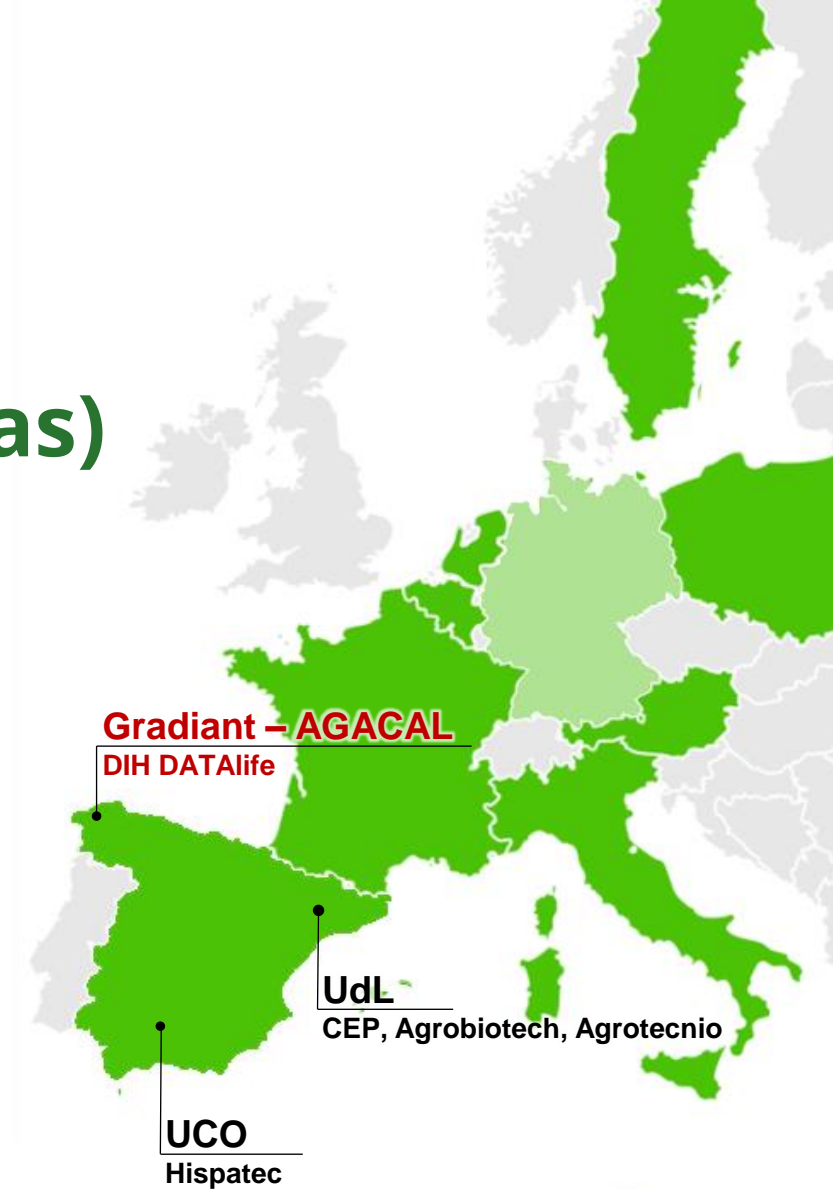 as)
Gradiant – AGACAL
DIH DATAlife
UdL
CEP, Agrobiotech, Agrotecnio
UCO
Hispatec